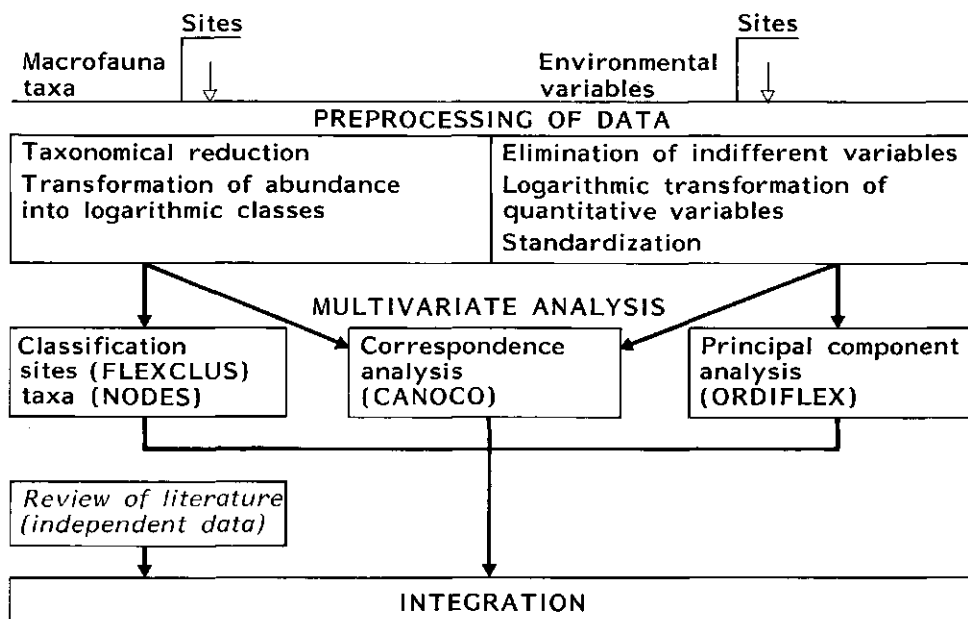 Sites
Macrofauna
taxa
Sites
Environmental
variables
PREPROCESSING OF DATA
Taxonomical reduction
Transformation of abundance
into logarithmic classes
Elimination of indifferent variables
Logarithmic transformation of
quantitative variables
Standardization
MULTIVARIATE ANALYSIS
Classification
sites (FLEXCLUS)
taxa (NODES)
Correspondence
analysis
(CANOCO)
Principal component
analysis
(ORDIFLEX)
Review of literature
(independent data)
INTEGRATION